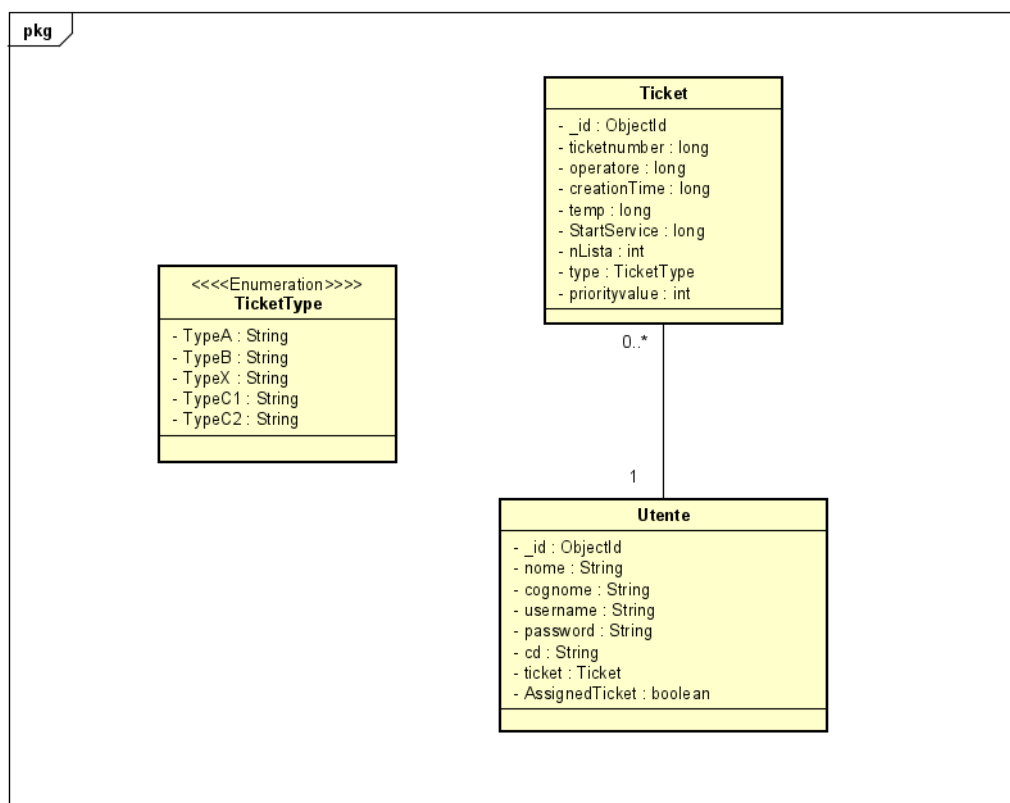 pkg
Ticket
- _id : ObjectId
- ticketnumber : long
- operatore : long
- creationTime : long
- temp : long
- StartService : long
- nLista : int
- type : TicketType
- priorityvalue : int
<<<<Enumeration>>>>
TicketType
- TypeA : String
- TypeB : String
- TypeX : String
- TypeC1 : String
- TypeC2 : String
0..*
1
Utente
- _id : ObjectId
- nome : String
- cognome : String
- username : String
- password : String
- cd : String
- ticket : Ticket
- AssignedTicket : boolean